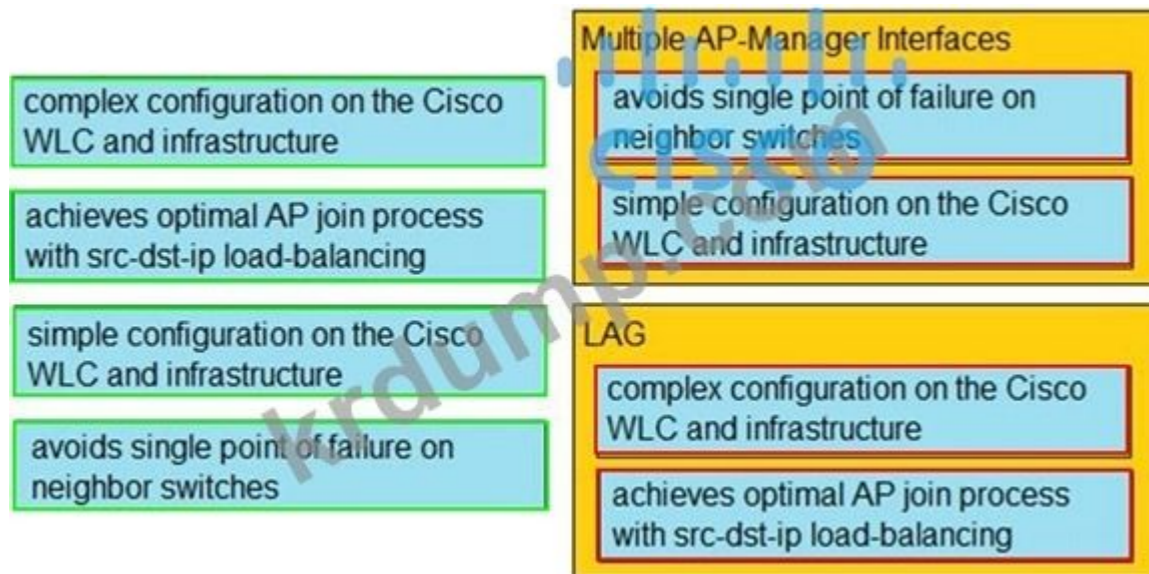 complex configuration on the Cisco
WLC and infrastructure
achieves optimal AP join process
with src-dst-ip load-balancing
simple configuration on the Cisco
WLC and infrastructure
avoids single point of failure on
neighbor switches
Multiple AP-Manager Interfaces
avoids single point of failure on
neighbor switches
simple configuration on the Cisco
WLC and infrastructure
LAG
complex configuration on the Cisco
WLC and infrastructure
achieves optimal AP join process
with src-dst-ip load-balancing
CISCO
krdump.com